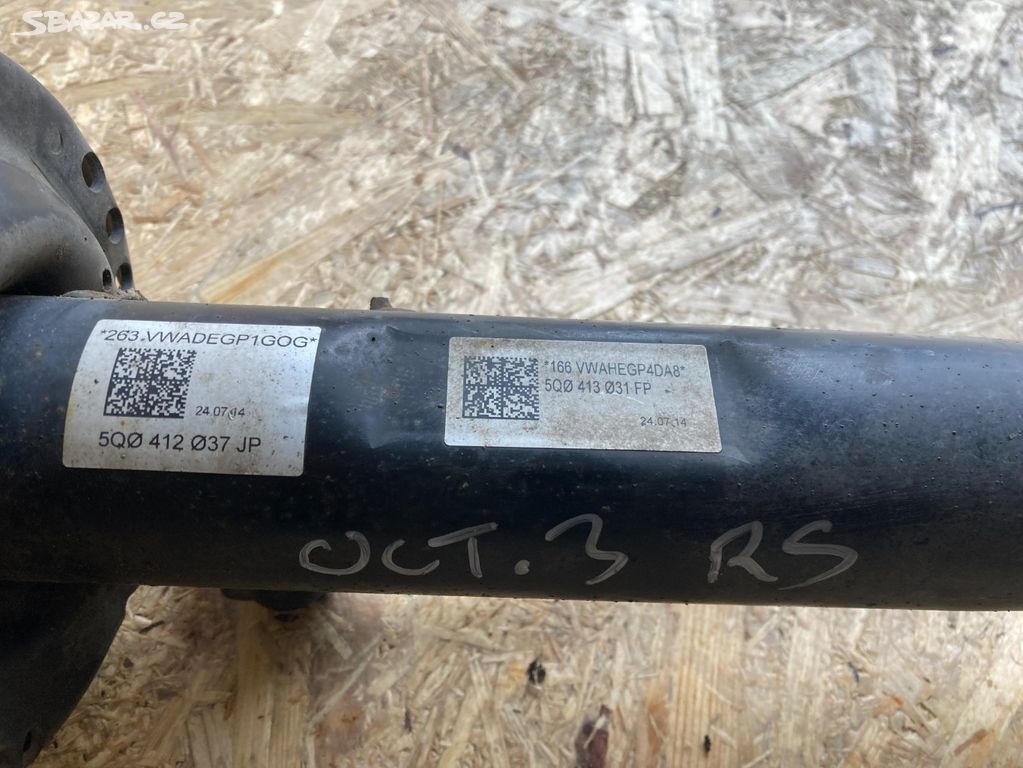 SBAZAR.CZ
*263 VWADEGP1GOG*
24.07.14
5QØ 412 Ø37 JP
*166 VWAHEGP4DA8*
5QØ 413 Ø31 FP
24.07.14
OCT. 3 RS